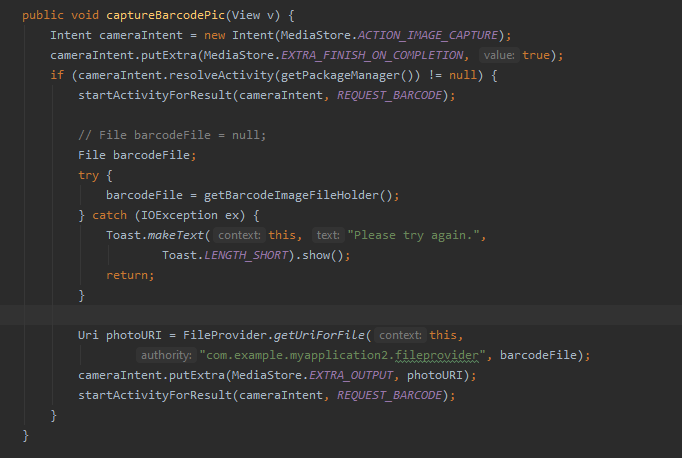 public void captureBarcodePic(View v) {
Intent cameraIntent = new Intent(MediaStore.ACTION_IMAGE_CAPTURE);
cameraIntent.putExtra(MediaStore.EXTRA_FINISH_ON_COMPLETION, value: true);
if (cameraIntent.resolveActivity(getPackageManager()) != null) {
startActivityForResult(cameraIntent, REQUEST_BARCODE);
// File barcodeFile = null;
File barcodeFile;
try {
barcodeFile = getBarcodeImageFileHolder();
} catch (IOException ex) {
Toast.makeText( context: this, text: "Please try again.",
Toast.LENGTH_SHORT).show();
return;
}
Uri photoURI = FileProvider.getUriForFile( context: this,
authority: "com.example.myapplication2.fileprovider", barcodeFile);
cameraIntent.putExtra(MediaStore.EXTRA_OUTPUT, photoURI);
startActivityForResult(cameraIntent, REQUEST_BARCODE);
}
}